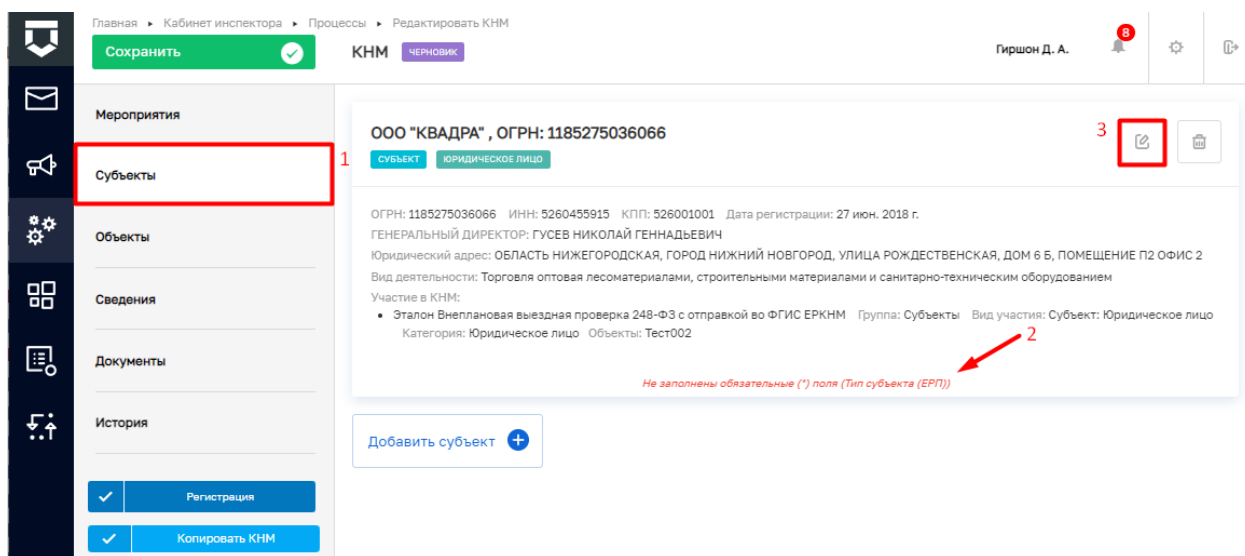 Главная ▸ Кабинет инспектора ▸ Процессы ▸ Редактировать КНМ
Сохранить
КНМ ЧЕРНОВИК
Гиршон Д. А.
8
Мероприятия
Субъекты
1
Объекты
Сведения
Документы
История
Регистрация
Копировать КНМ
ООО "КВАДРА" , ОГРН: 1185275036066
СУБЪЕКТ ЮРИДИЧЕСКОЕ ЛИЦО
3
ОГРН: 1185275036066 ИНН: 5260455915 КПП: 526001001 Дата регистрации: 27 июн. 2018 г.
ГЕНЕРАЛЬНЫЙ ДИРЕКТОР: ГУСЕВ НИКОЛАЙ ГЕННАДЬЕВИЧ
Юридический адрес: ОБЛАСТЬ НИЖЕГОРОДСКАЯ, ГОРОД НИЖНИЙ НОВГОРОД, УЛИЦА РОЖДЕСТВЕНСКАЯ, ДОМ 6 Б, ПОМЕЩЕНИЕ П2 ОФИС 2
Вид деятельности: Торговля оптовая лесоматериалами, строительными материалами и санитарно-техническим оборудованием
Участие в КНМ:
• Эталон Внеплановая выездная проверка 248-ФЗ с отправкой во ФГИС ЕРКНМ Группа: Субъекты Вид участия: Субъект: Юридическое лицо
Категория: Юридическое лицо Объекты: Тест002
2
Не заполнены обязательные (*) поля (Тип субъекта (ЕРП))
Добавить субъект